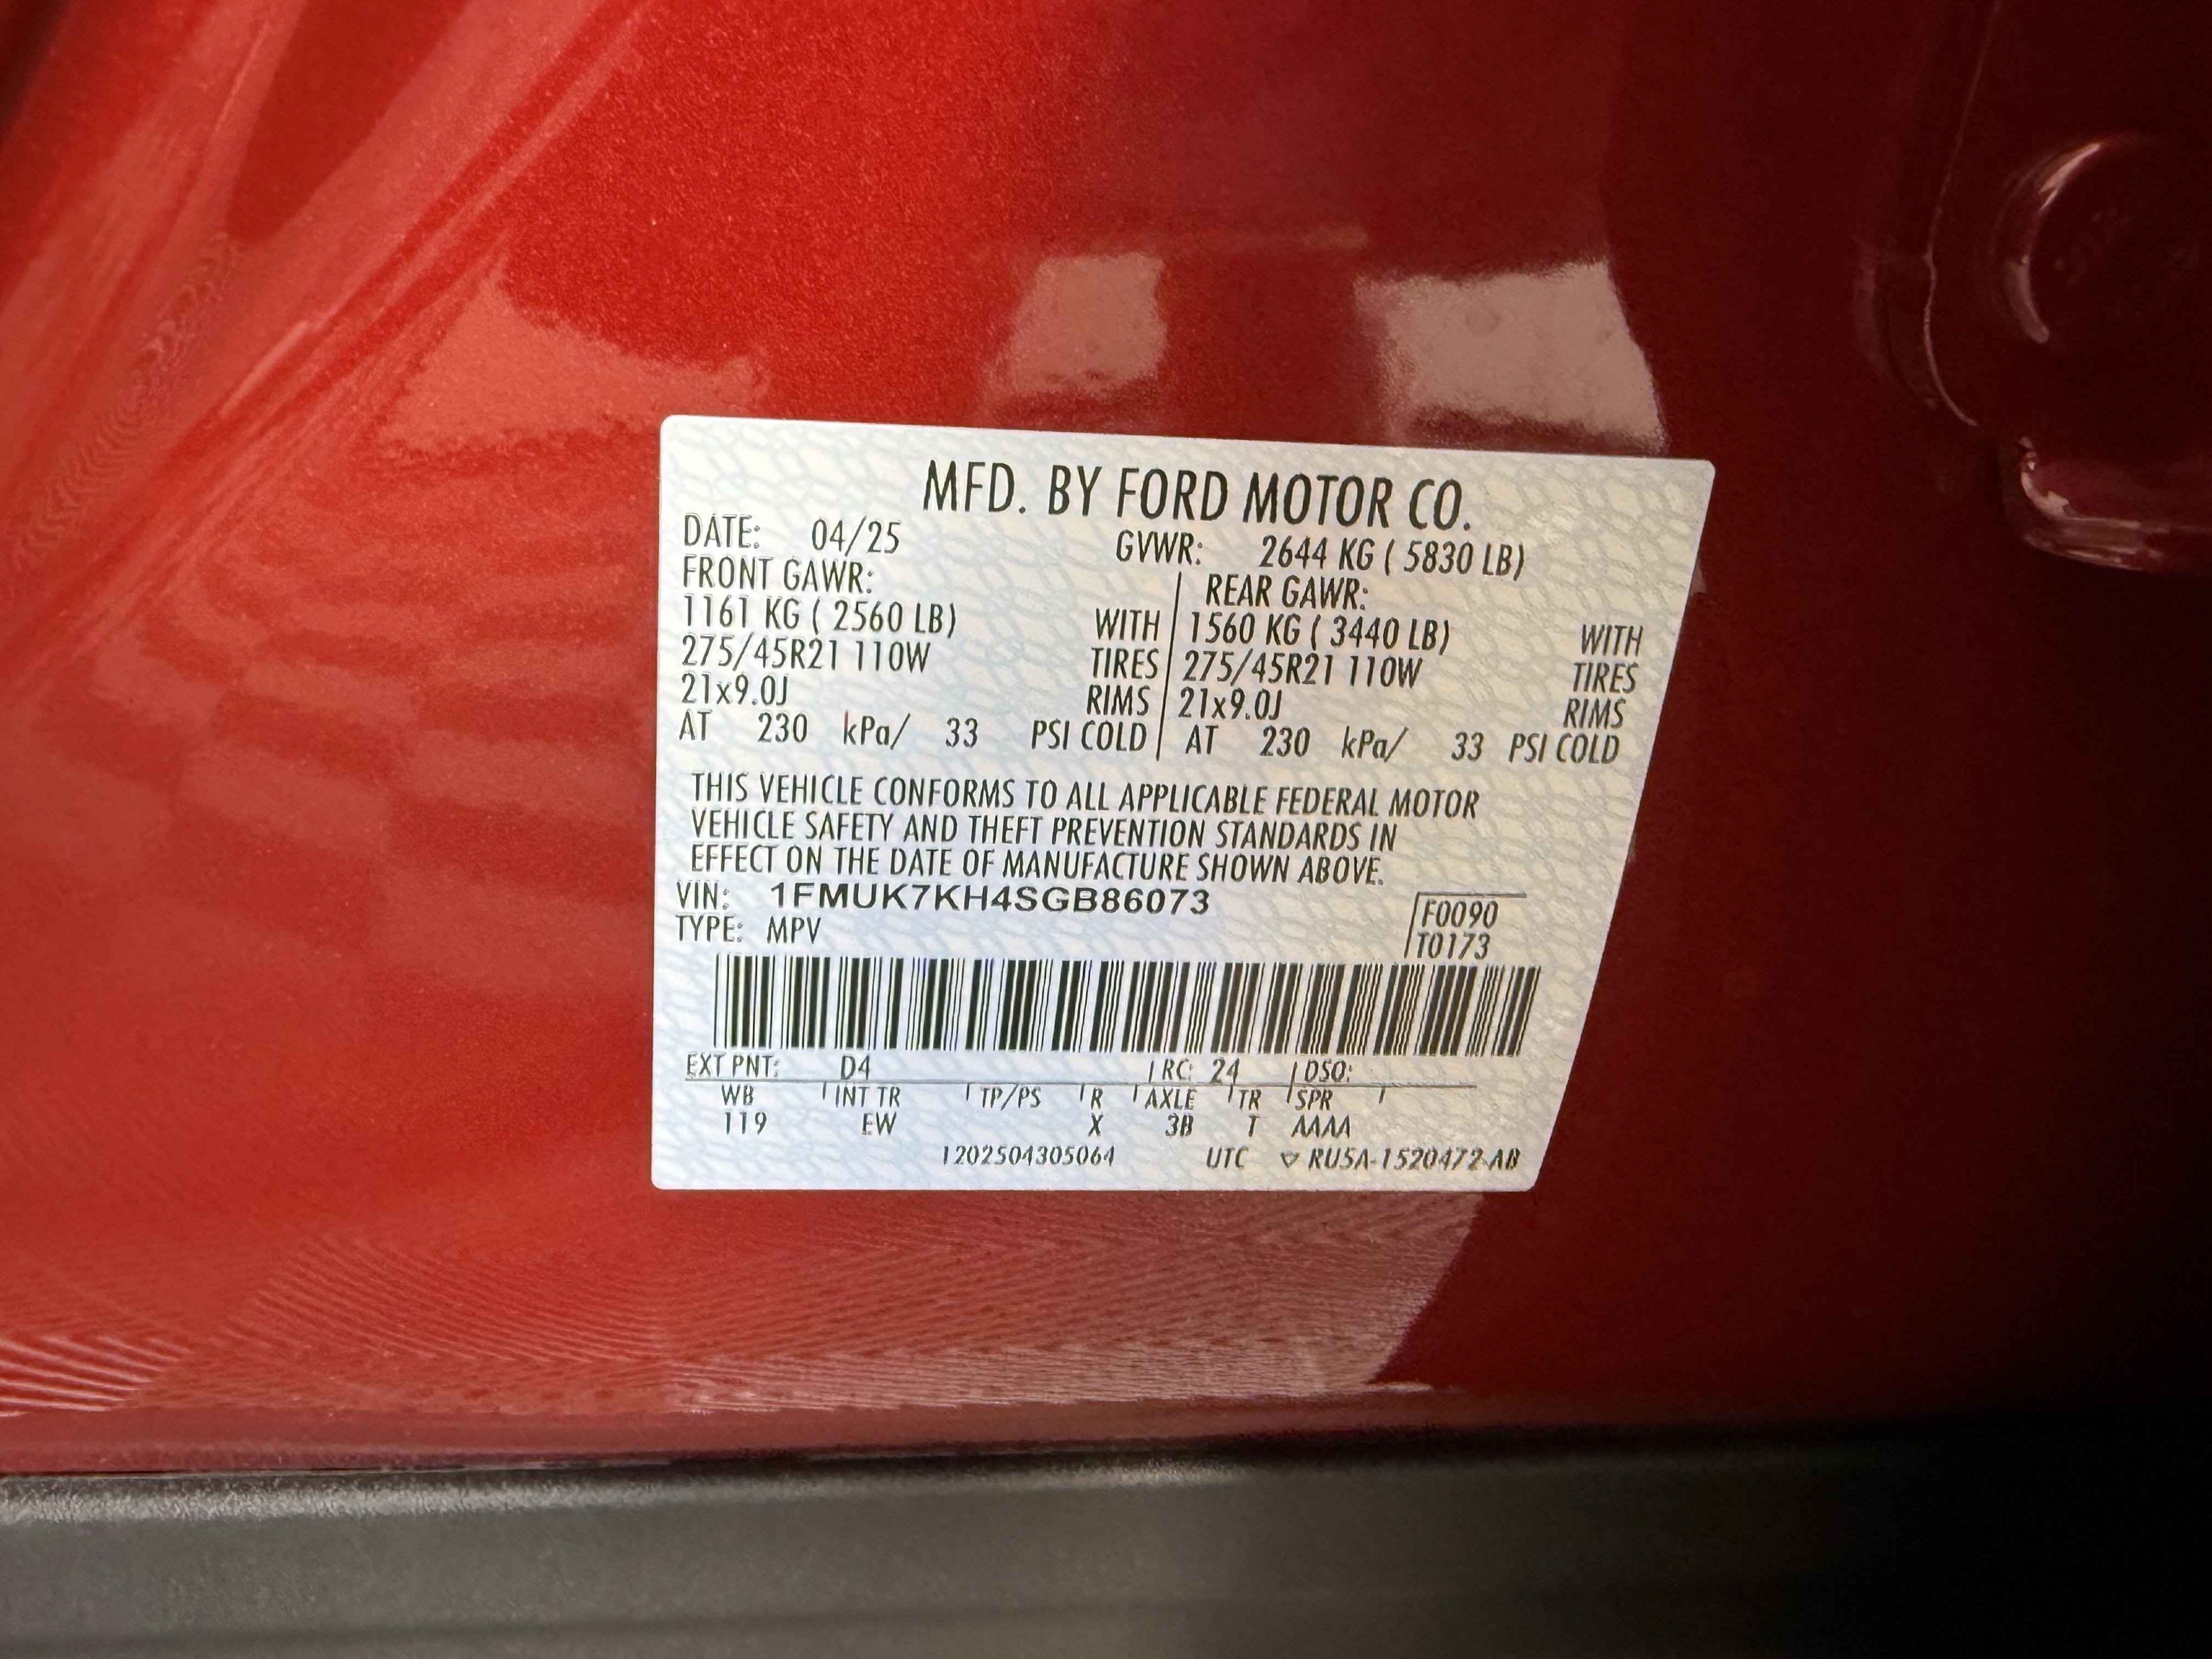 MFD. BY FORD MOTOR CO.
DATE: 04/25 GVWR: 2644 KG ( 5830 LB)
FRONT GAWR: REAR GAWR:
1161 KG ( 2560 LB) WITH 1560 KG ( 3440 LB) WITH
275/45R21 110W TIRES 275/45R21 110W TIRES
21x9.0J RIMS 21x9.0J RIMS
AT 230 kPa/ 33 PSI COLD AT 230 kPa/ 33 PSI COLD
THIS VEHICLE CONFORMS TO ALL APPLICABLE FEDERAL MOTOR
VEHICLE SAFETY AND THEFT PREVENTION STANDARDS IN
EFFECT ON THE DATE OF MANUFACTURE SHOWN ABOVE.
VIN: 1FMUK7KH4SGB86073 F0090
TYPE: MPV T0173
EXT PNT: D4 RC: 24 DSO:
WB INT TR TP/PS R AXLE TR SPR
119 EW X 3B T AAAA
1202504305064 UTC RU5A-1520472-AB